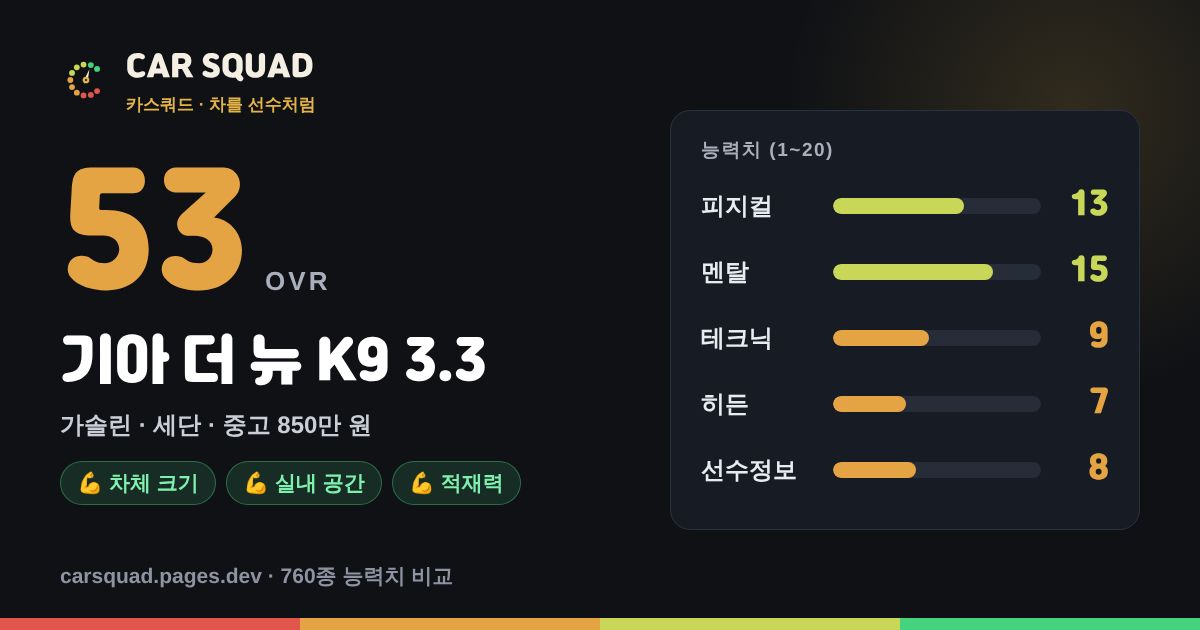 CAR SQUAD
카스쿼드 · 차를 선수처럼
53 OVR
기아 더 뉴 K9 3.3
가솔린 · 세단 · 중고 850만 원
💪 차체 크기 💪 실내 공간 💪 적재력
carsquad.pages.dev · 760종 능력치 비교
능력치 (1~20)
피지컬 13
멘탈 15
테크닉 9
히든 7
선수정보 8